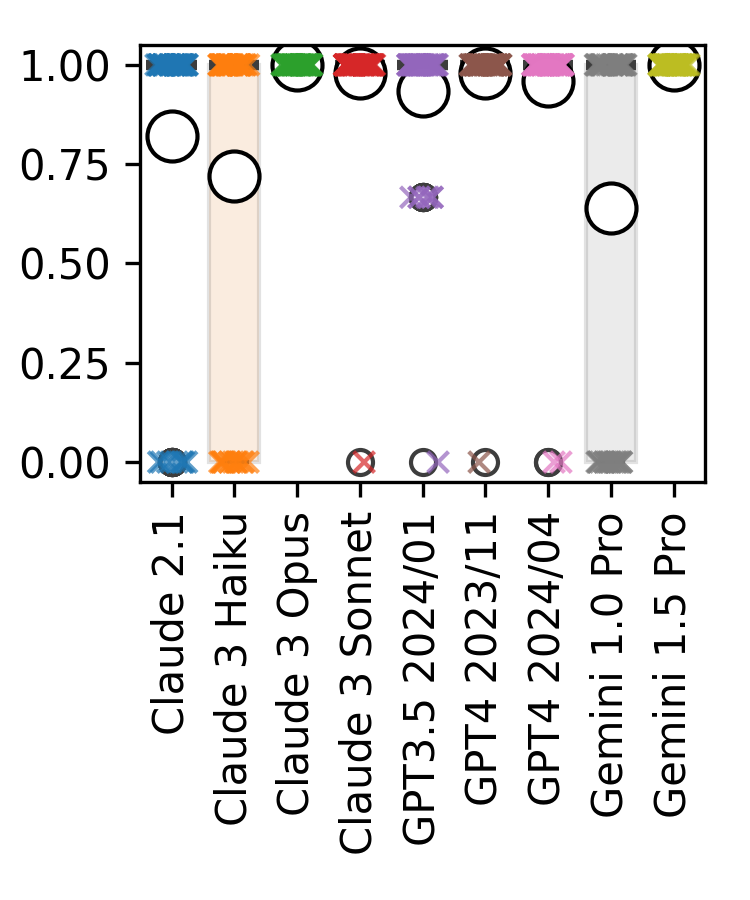 1.00
0.75
0.50
0.25
0.00
Claude 2.1
Claude 3 Haiku
Claude 3 Opus
Claude 3 Sonnet
GPT3.5 2024/01
GPT4 2023/11
GPT4 2024/04
Gemini 1.0 Pro
Gemini 1.5 Pro